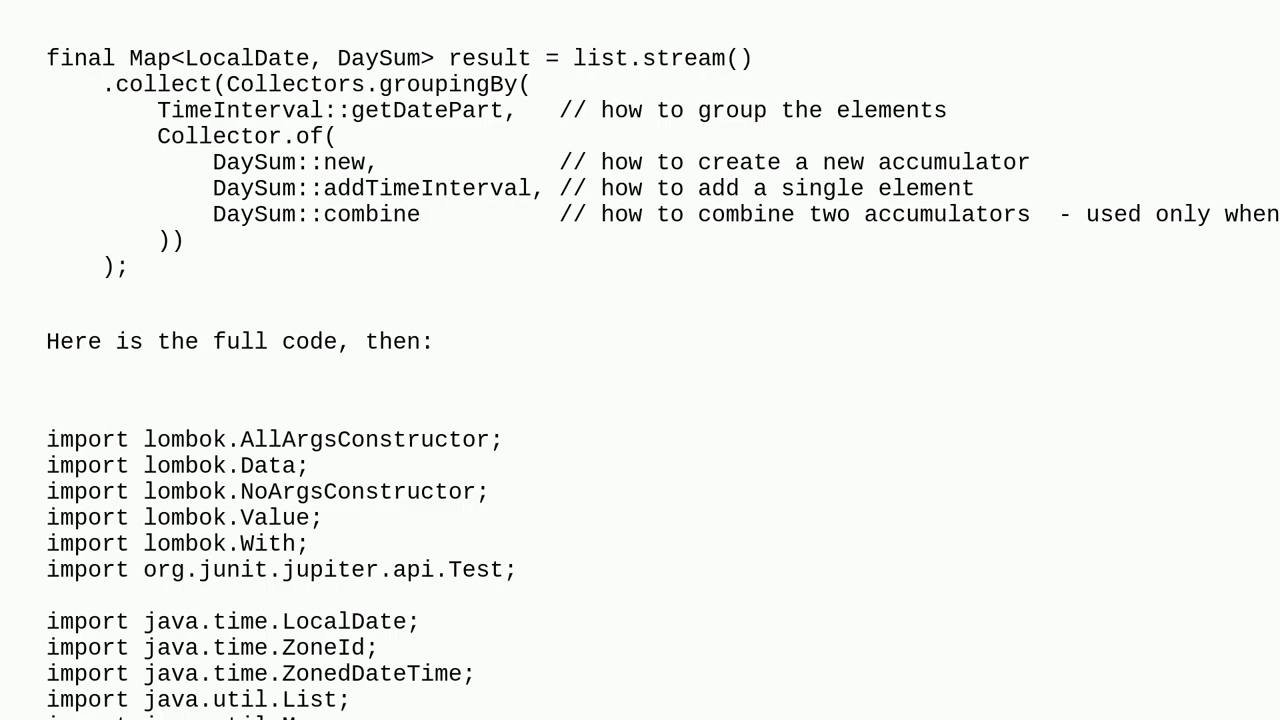 final Map<LocalDate, DaySum> result = list.stream()
    .collect(Collectors.groupingBy(
        TimeInterval::getDatePart,   // how to group the elements
        Collector.of(
            DaySum::new,             // how to create a new accumulator
            DaySum::addTimeInterval, // how to add a single element
            DaySum::combine          // how to combine two accumulators  - used only when
        ))
    );
Here is the full code, then:
import lombok.AllArgsConstructor;
import lombok.Data;
import lombok.NoArgsConstructor;
import lombok.Value;
import lombok.With;
import org.junit.jupiter.api.Test;
import java.time.LocalDate;
import java.time.ZoneId;
import java.time.ZonedDateTime;
import java.util.List;